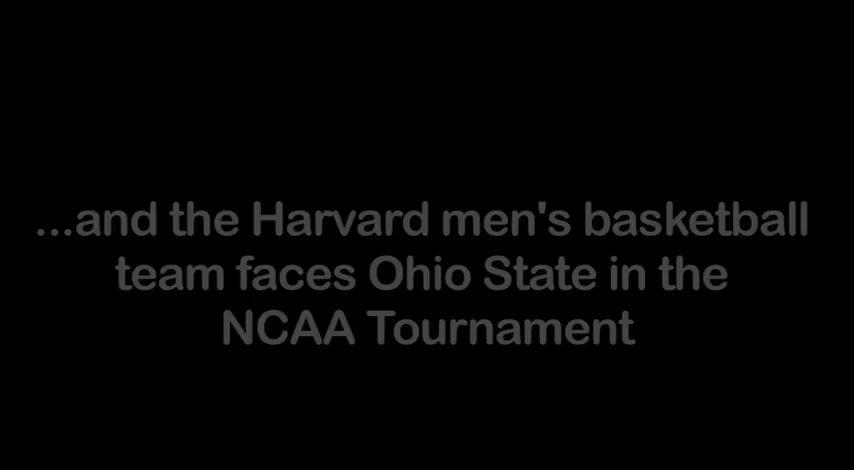 ...and the Harvard men's basketball
team faces Ohio State in the
NCAA Tournament